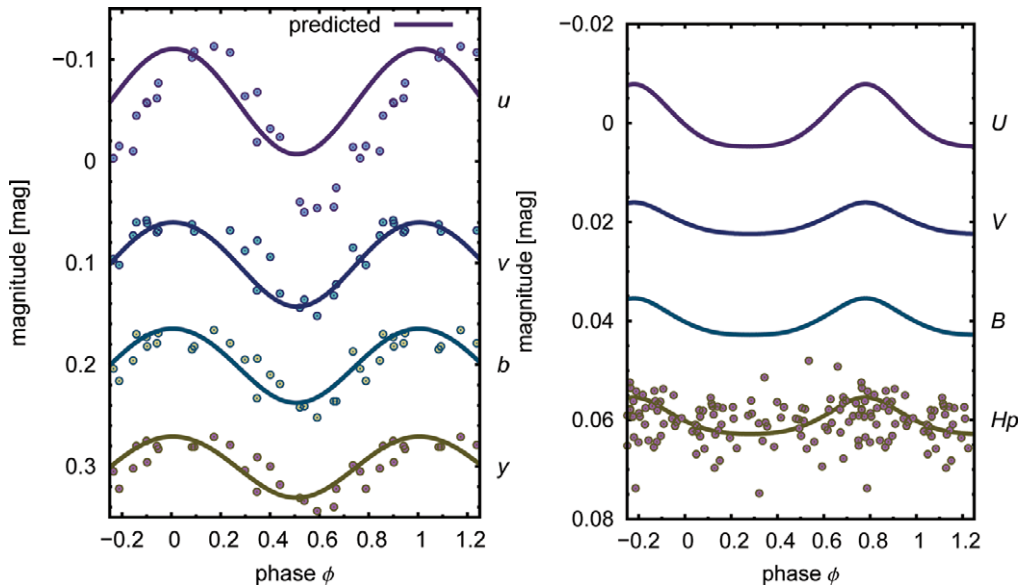 predicted
magnitude [mag]
−0.1
0
0.1
0.2
0.3
u
v
b
y
−0.2 0 0.2 0.4 0.6 0.8 1 1.2
phase ϕ
magnitude [mag]
−0.02
0
0.02
0.04
0.06
0.08
U
V
B
Hp
−0.2 0 0.2 0.4 0.6 0.8 1 1.2
phase ϕ